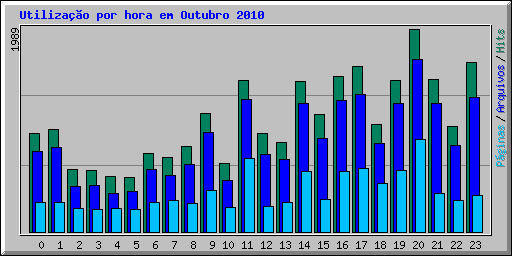 Utilização por hora em Outubro 2010
1989
Páginas / Arquivos / Hits
0 1 2 3 4 5 6 7 8 9 10 11 12 13 14 15 16 17 18 19 20 21 22 23